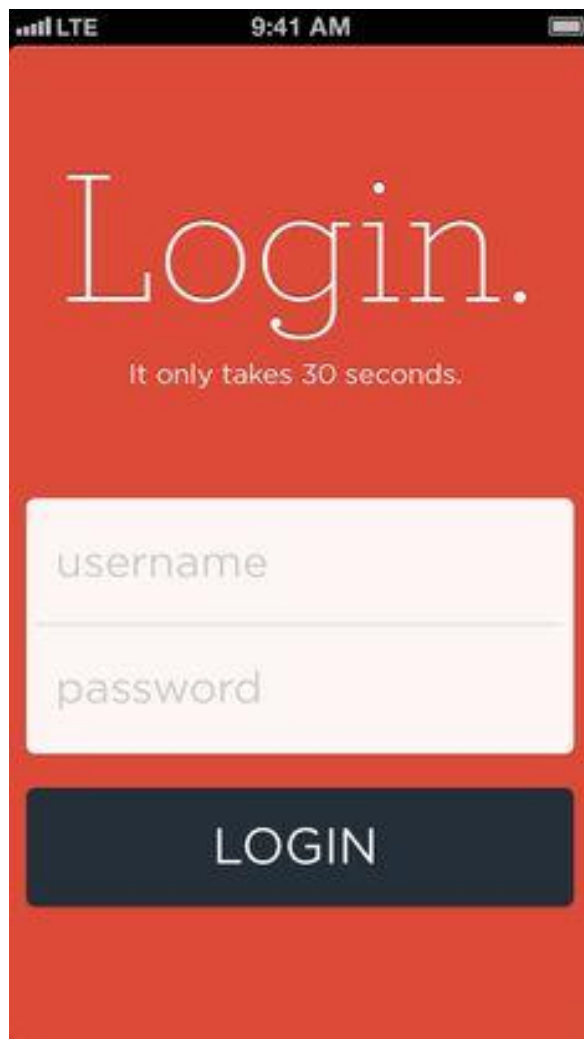 LTE 9:41 AM
Login.
It only takes 30 seconds.
username
password
LOGIN